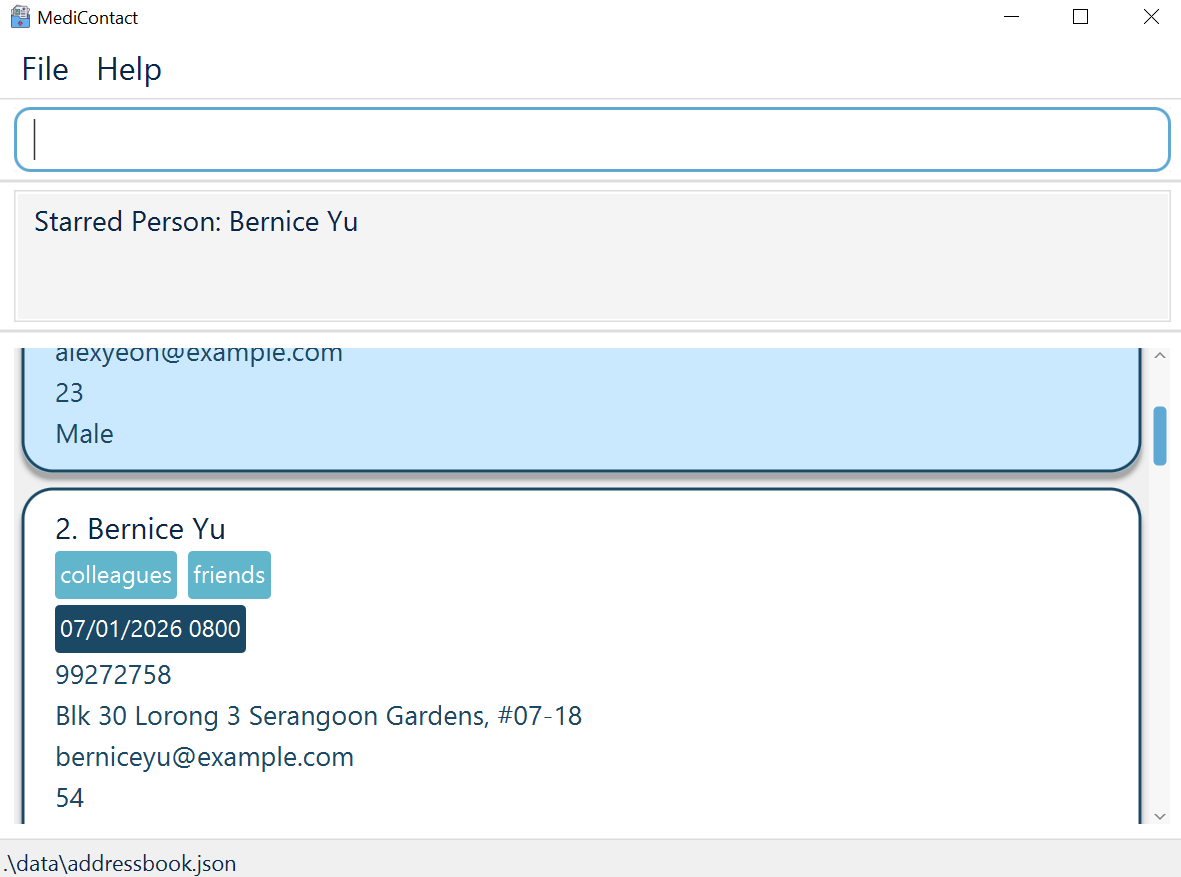 MediContact
File Help
Starred Person: Bernice Yu
alexyeoh@example.com
23
Male
2. Bernice Yu
colleagues friends
07/01/2026 0800
99272758
Blk 30 Lorong 3 Serangoon Gardens, #07-18
berniceyu@example.com
54
.\data\addressbook.json